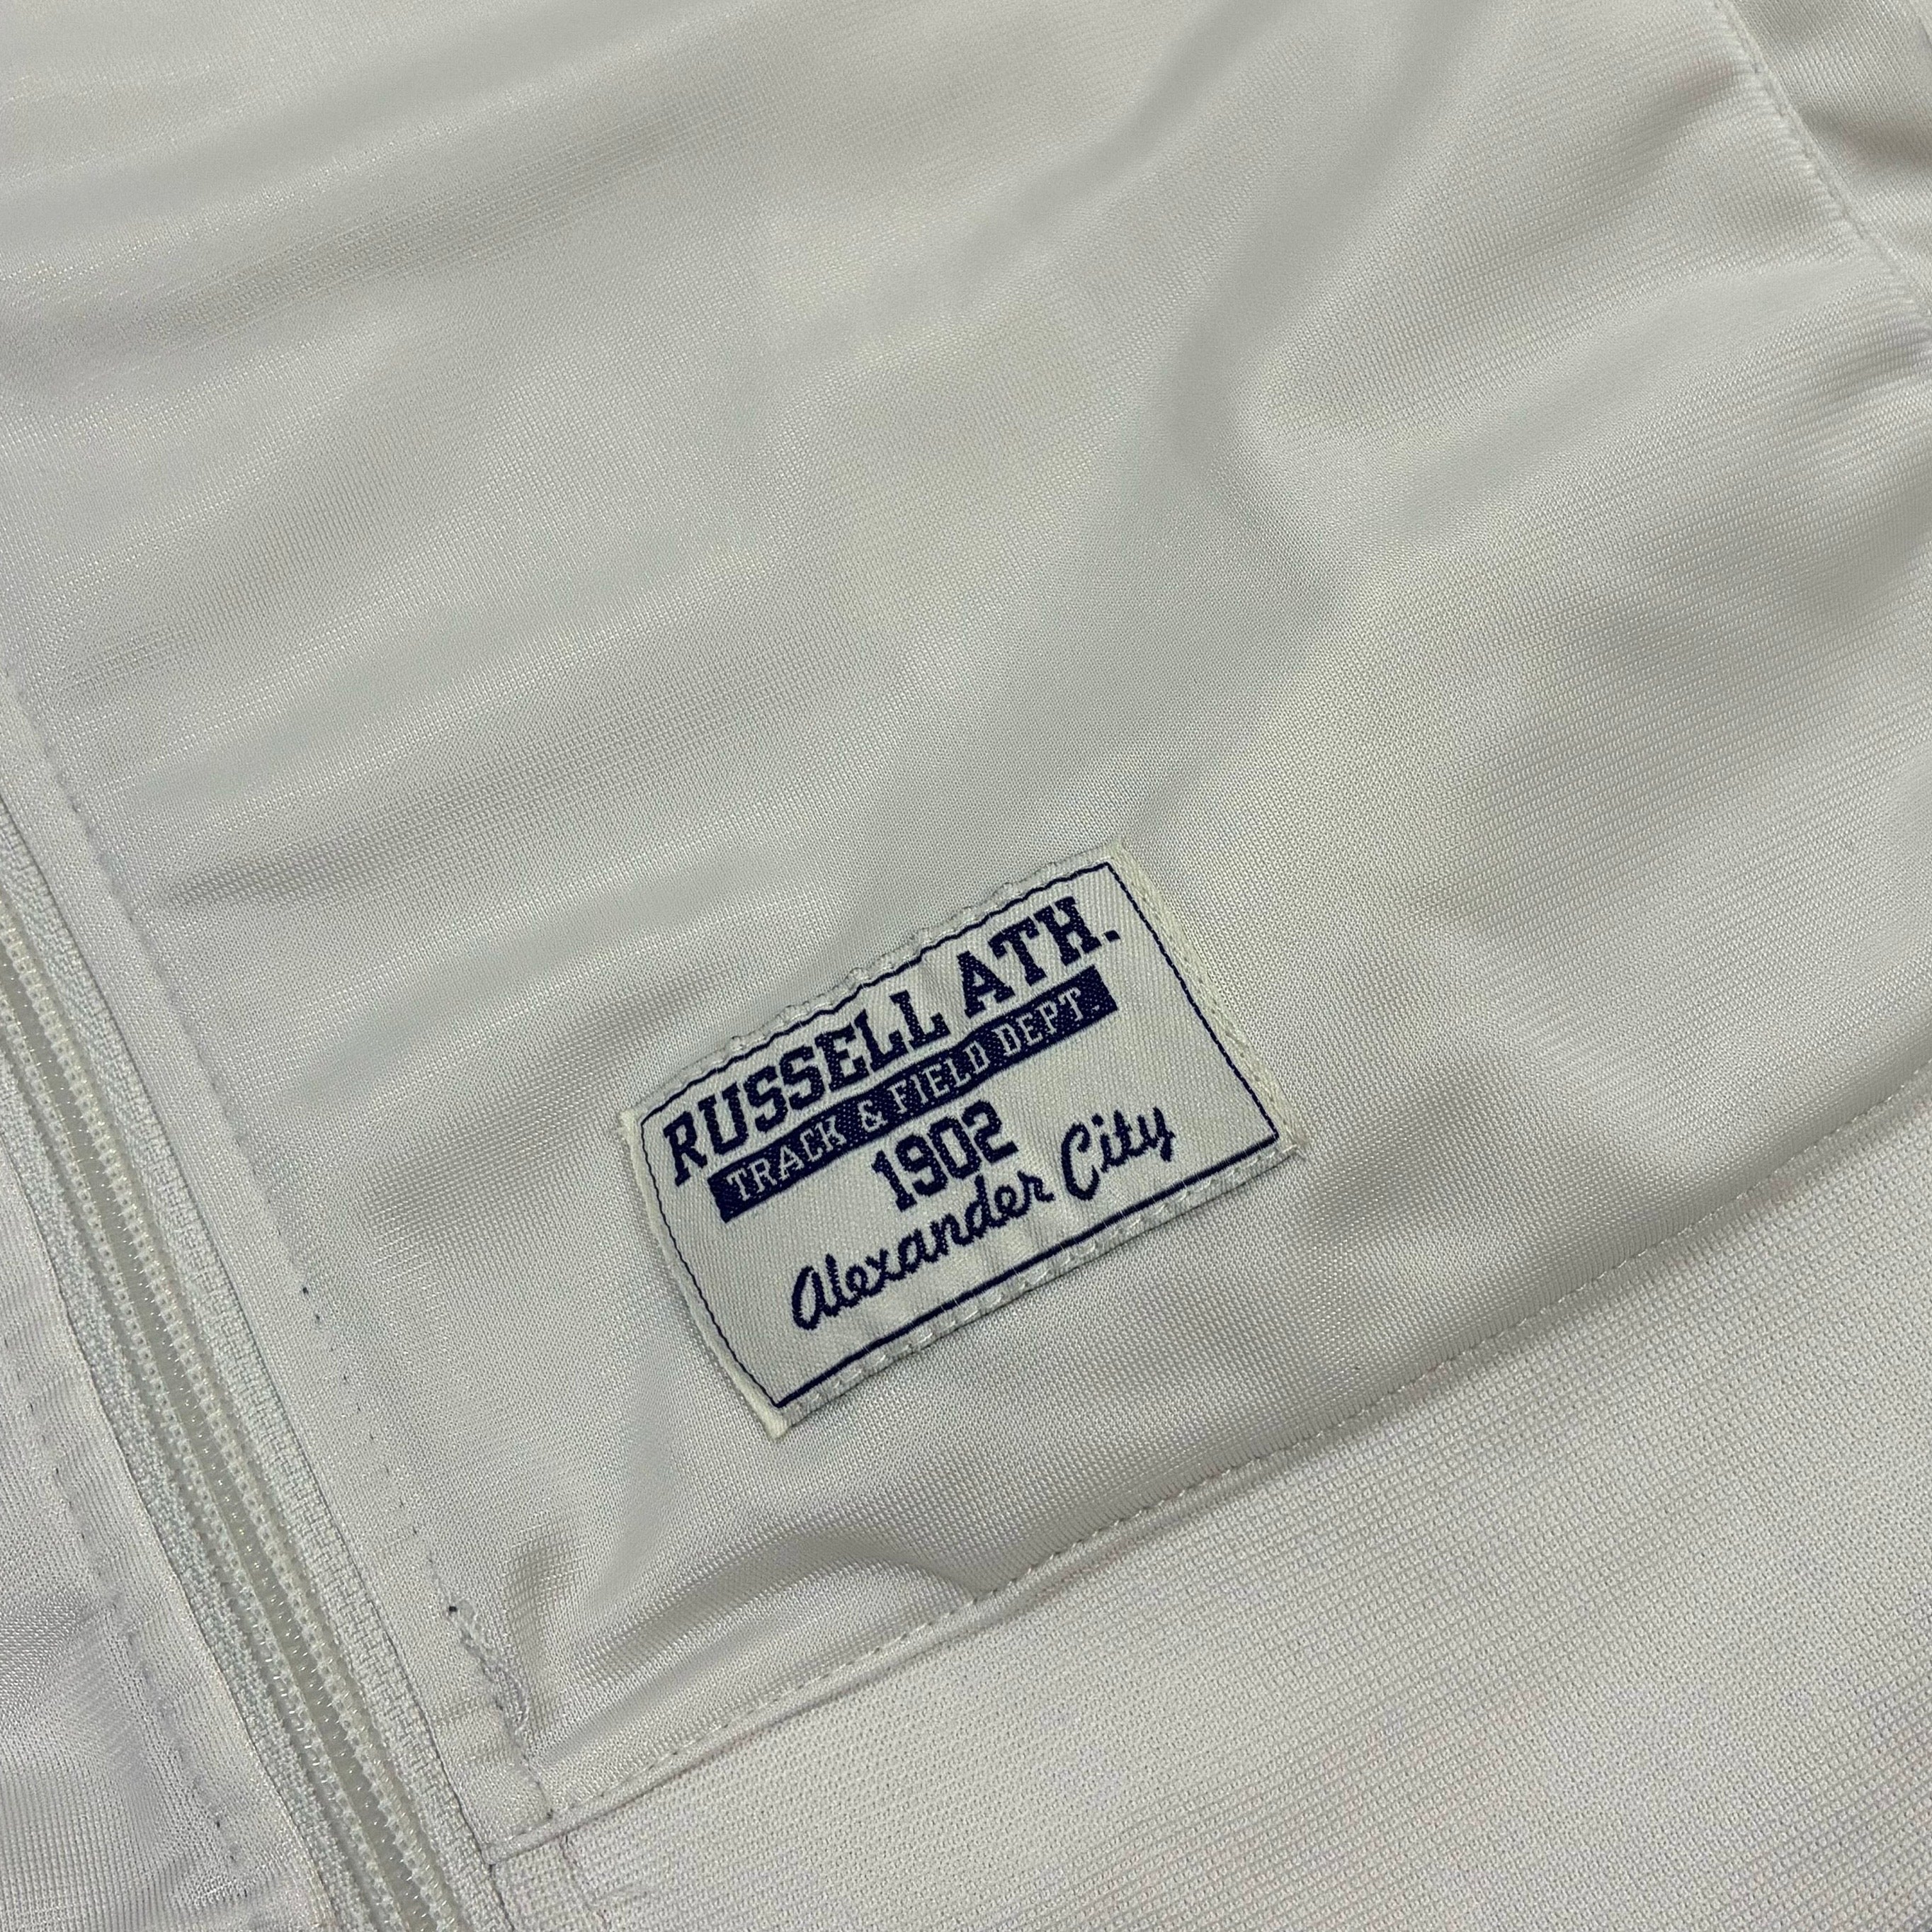 RUSSELL ATH.
TRACK & FIELD DEPT.
1902
Alexander City